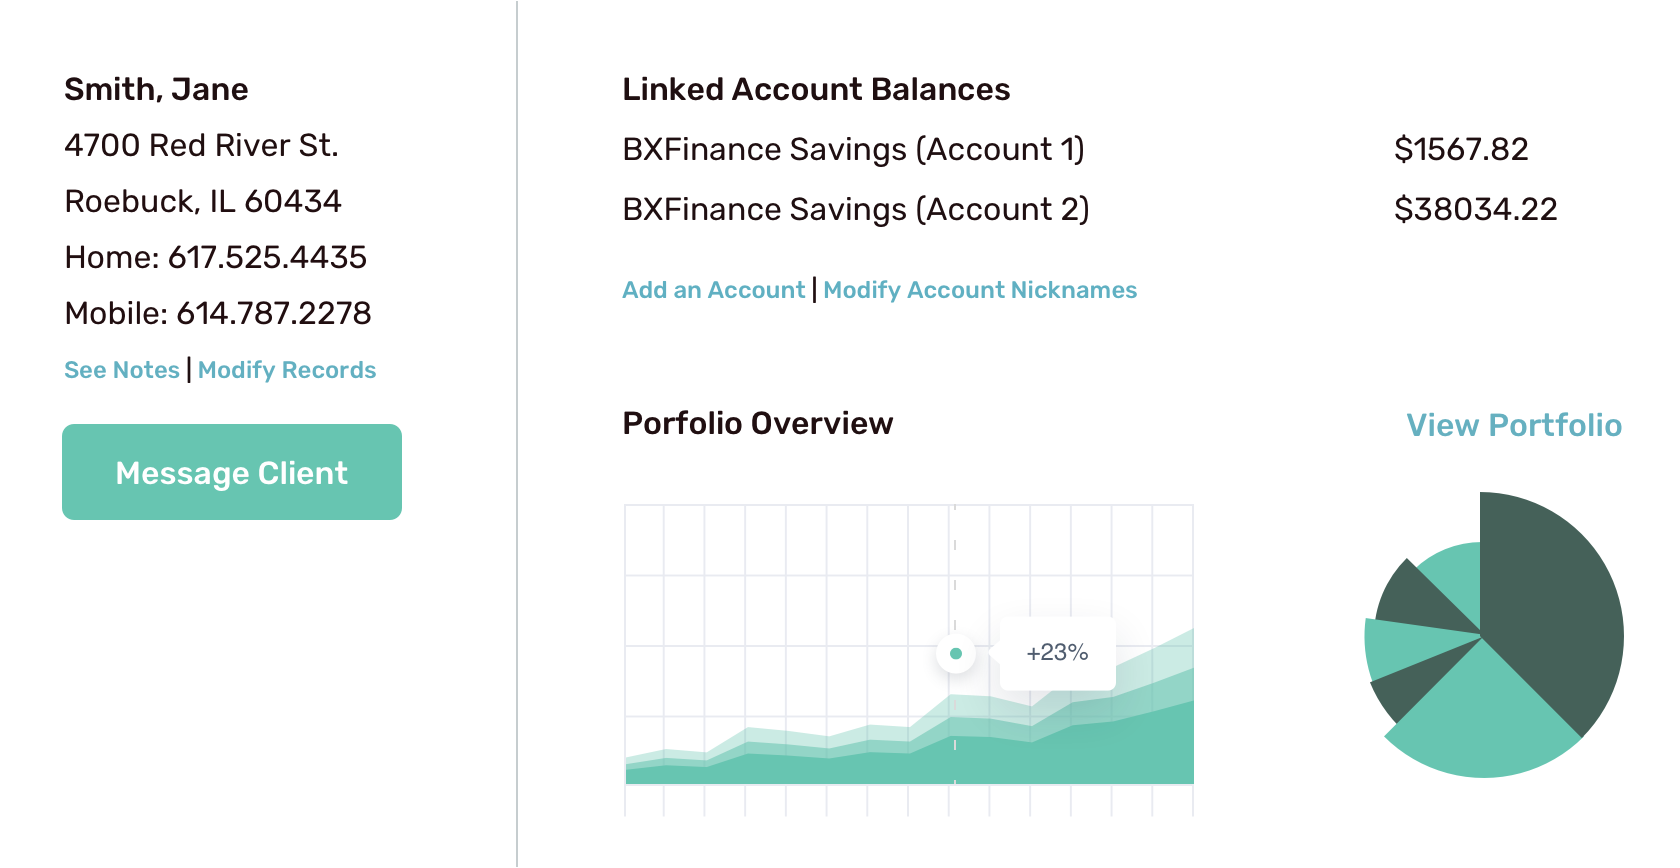 Smith, Jane
4700 Red River St.
Roebuck, IL 60434
Home: 617.525.4435
Mobile: 614.787.2278
See Notes | Modify Records
Message Client
Linked Account Balances
BXFinance Savings (Account 1) $1567.82
BXFinance Savings (Account 2) $38034.22
Add an Account | Modify Account Nicknames
Porfolio Overview View Portfolio
+23%